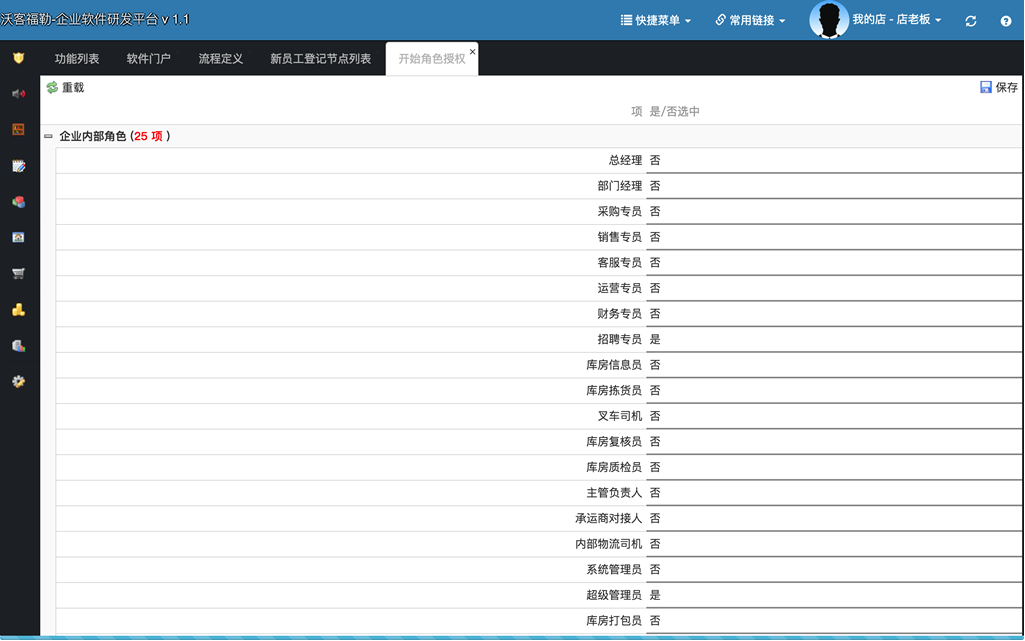 沃客福勒-企业软件研发平台 v 1.1
快捷菜单
常用链接
我的店 - 店老板
功能列表
软件门户
流程定义
新员工登记节点列表
开始角色授权
重载
保存
项 是/否选中
企业内部角色 (25 项 )
总经理 否
部门经理 否
采购专员 否
销售专员 否
客服专员 否
运营专员 否
财务专员 否
招聘专员 是
库房信息员 否
库房拣货员 否
叉车司机 否
库房复核员 否
库房质检员 否
主管负责人 否
承运商对接人 否
内部物流司机 否
系统管理员 否
超级管理员 是
库房打包员 否